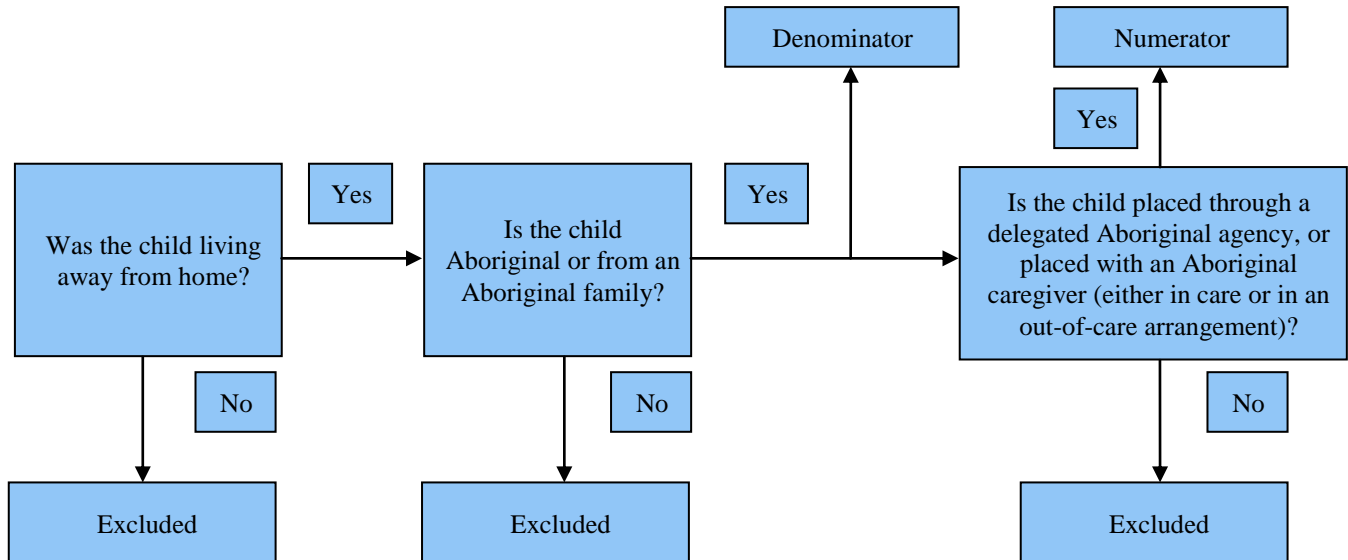 Denominator
Numerator
Yes
Was the child living
away from home?
Yes
Is the child
Aboriginal or from an
Aboriginal family?
Yes
Is the child placed through a
delegated Aboriginal agency, or
placed with an Aboriginal
caregiver (either in care or in an
out-of-care arrangement)?
No
No
No
Excluded
Excluded
Excluded